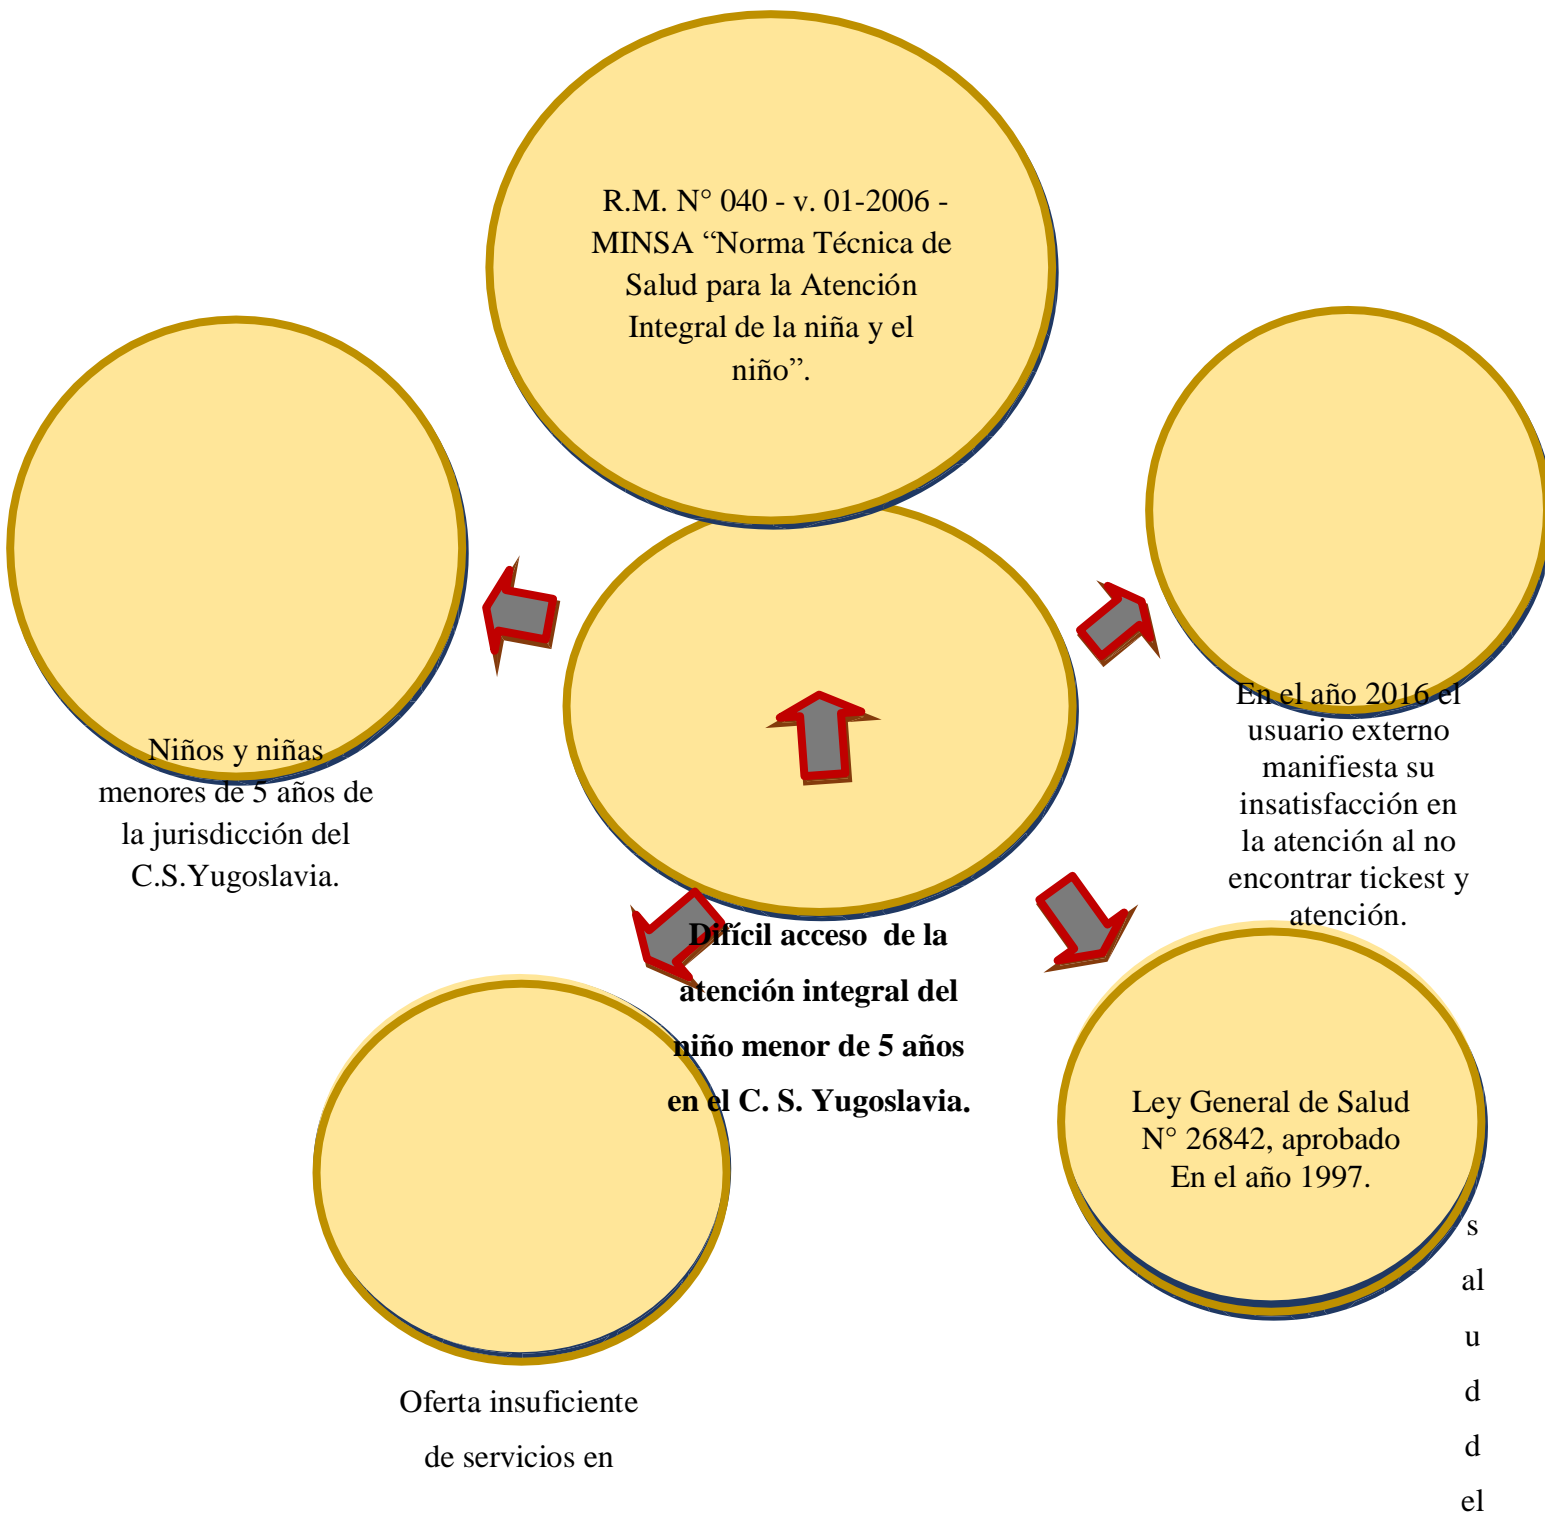 R.M. N° 040 - v. 01-2006 -
MINSA “Norma Técnica de
Salud para la Atención
Integral de la niña y el
niño”.
Niños y niñas
menores de 5 años de
la jurisdicción del
C.S.Yugoslavia.
En el año 2016 el
usuario externo
manifiesta su
insatisfacción en
la atención al no
encontrar tickest y
atención.
Difícil acceso de la
atención integral del
niño menor de 5 años
en el C. S. Yugoslavia.
Ley General de Salud
N° 26842, aprobado
En el año 1997.
Oferta insuficiente
de servicios en
s
al
u
d
d
el